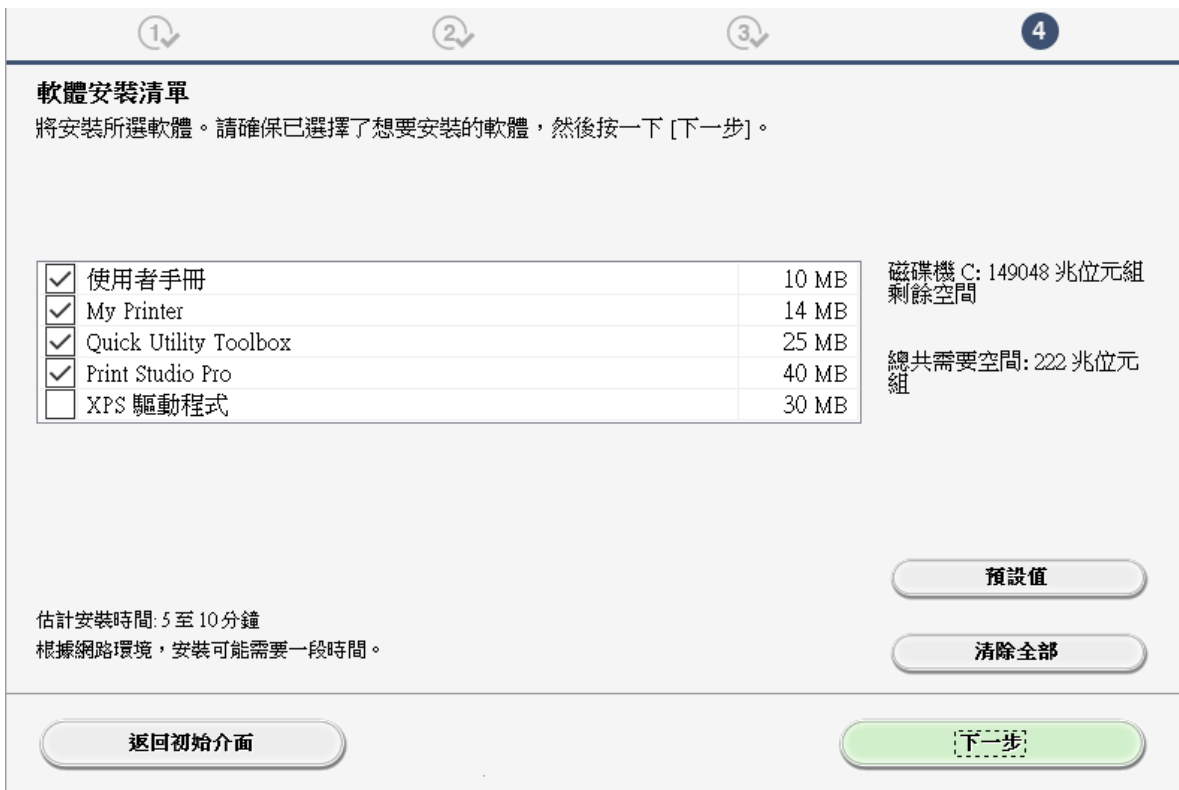 1 2 3 4
軟體安裝清單
將安裝所選軟體。請確保已選擇了想要安裝的軟體，然後按一下 [下一步]。
使用者手冊 10 MB
My Printer 14 MB
Quick Utility Toolbox 25 MB
Print Studio Pro 40 MB
XPS 驅動程式 30 MB
磁碟機 C: 149048 兆位元組
剩餘空間
總共需要空間: 222 兆位元
組
預設值
估計安裝時間: 5 至 10 分鐘
根據網路環境，安裝可能需要一段時間。
清除全部
返回初始介面
下一步